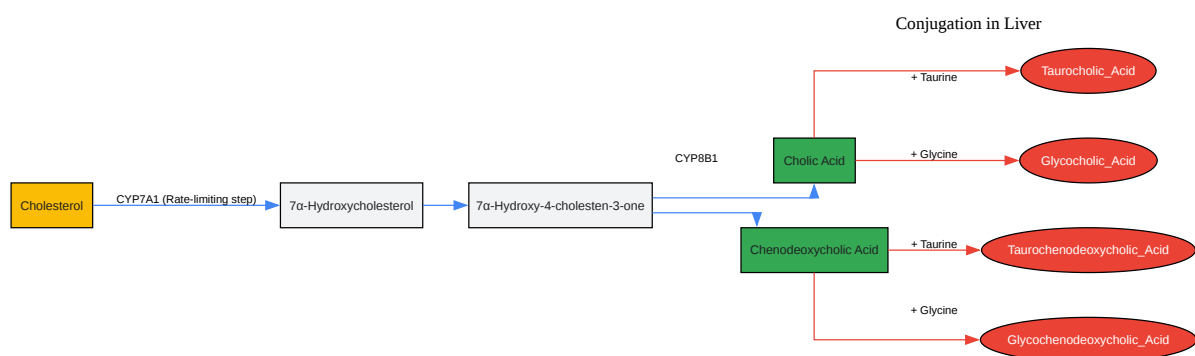 Conjugation in Liver
Taurocholic_Acid
+ Taurine
CYP8B1
Cholic Acid
+ Glycine
Glycocholic_Acid
Cholesterol
CYP7A1 (Rate-limiting step)
7α-Hydroxycholesterol
7α-Hydroxy-4-cholesten-3-one
Chenodeoxycholic Acid
+ Taurine
Taurochenodeoxycholic_Acid
+ Glycine
Glycochenodeoxycholic_Acid